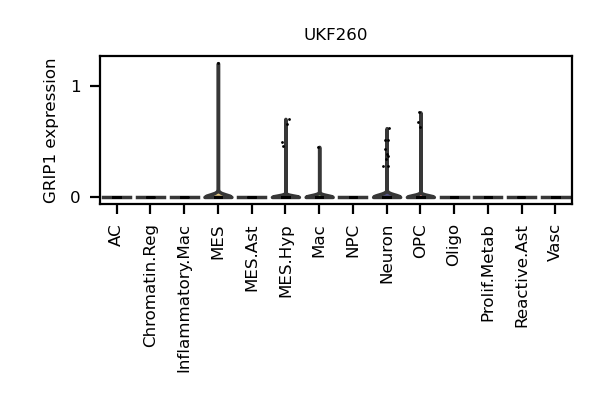 UKF260
GRIP1 expression
1
0
AC
Chromatin.Reg
Inflammatory.Mac
MES
MES.Ast
MES.Hyp
Mac
NPC
Neuron
OPC
Oligo
Prolif.Metab
Reactive.Ast
Vasc